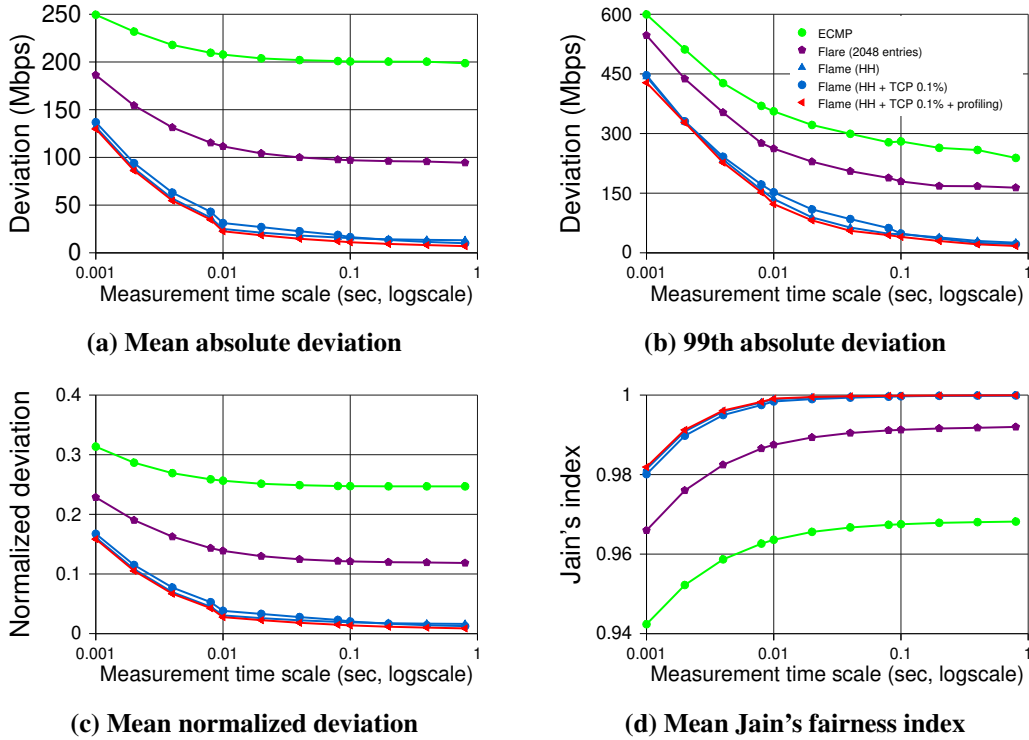 250
200
150
100
50
0
Deviation (Mbps)
0.001
0.01
0.1
1
Measurement time scale (sec, logscale)
(a) Mean absolute deviation
600
450
300
150
0
Deviation (Mbps)
ECMP
Flare (2048 entries)
Flame (HH)
Flame (HH + TCP 0.1%)
Flame (HH + TCP 0.1% + profiling)
0.001
0.01
0.1
1
Measurement time scale (sec, logscale)
(b) 99th absolute deviation
0.4
0.3
0.2
0.1
0
Normalized deviation
0.001
0.01
0.1
1
Measurement time scale (sec, logscale)
(c) Mean normalized deviation
1
0.98
0.96
0.94
Jain's index
0.001
0.01
0.1
1
Measurement time scale (sec, logscale)
(d) Mean Jain's fairness index